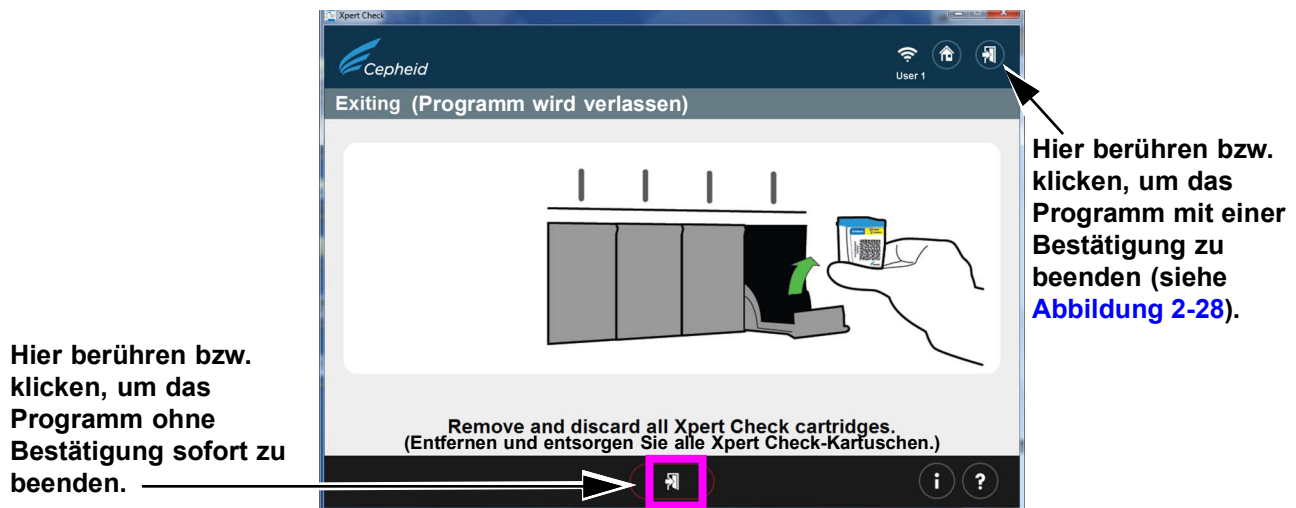 Xpert Check
Cepheid
User 1
Exiting (Programm wird verlassen)
Hier berühren bzw.
klicken, um das
Programm mit einer
Bestätigung zu
beenden (siehe
Abbildung 2-28).
Hier berühren bzw.
klicken, um das
Programm ohne
Bestätigung sofort zu
beenden.
Remove and discard all Xpert Check cartridges.
(Entfernen und entsorgen Sie alle Xpert Check-Kartuschen.)
i ?